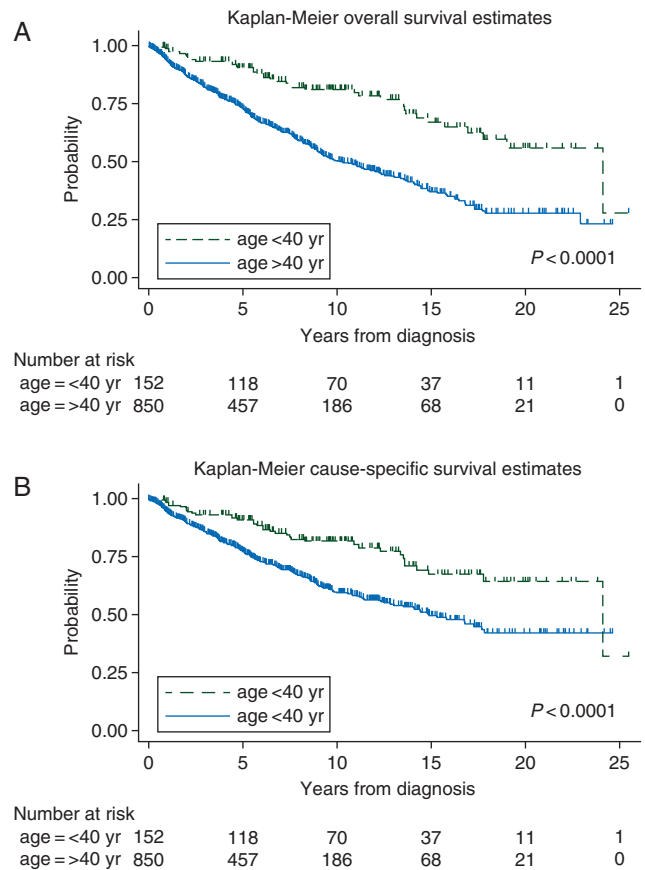 A
Kaplan-Meier overall survival estimates
1.00
0.75
0.50
0.25
0.00
Probability
age <40 yr
age >40 yr
P < 0.0001
0 5 10 15 20 25
Years from diagnosis
Number at risk
age = <40 yr 152 118 70 37 11 1
age = >40 yr 850 457 186 68 21 0
B
Kaplan-Meier cause-specific survival estimates
1.00
0.75
0.50
0.25
0.00
Probability
age <40 yr
age <40 yr
P < 0.0001
0 5 10 15 20 25
Years from diagnosis
Number at risk
age = <40 yr 152 118 70 37 11 1
age = >40 yr 850 457 186 68 21 0